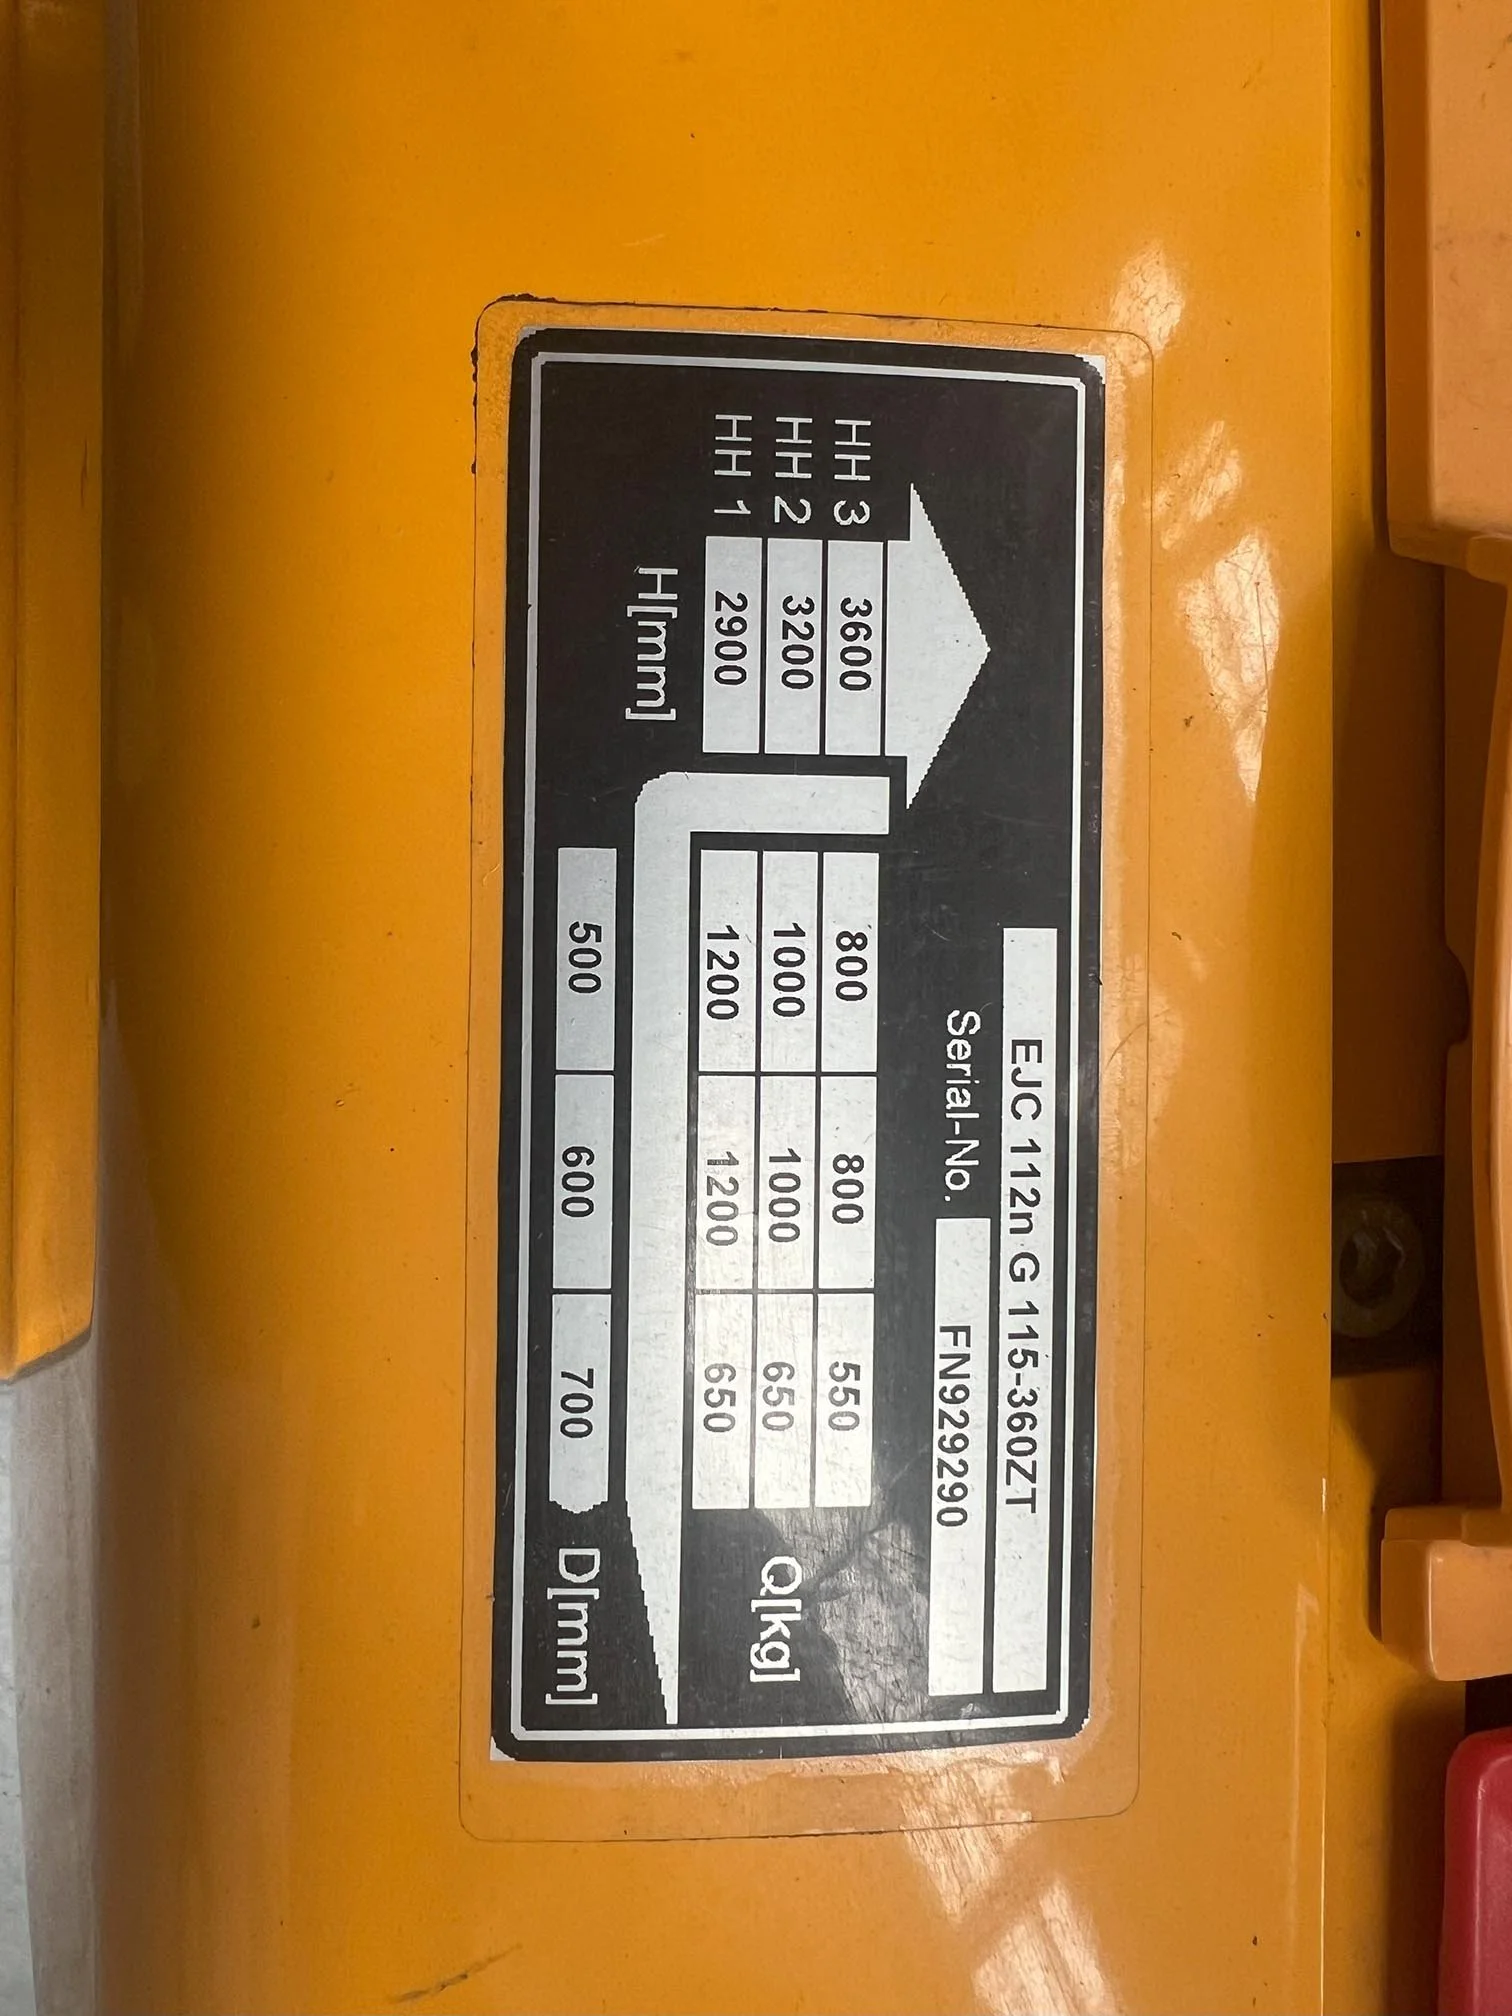 EJC 112n G 115-360ZT
Serial-No. FN929290
HH 3 3600 800 800 550
HH 2 3200 1000 1000 650 Q[kg]
HH 1 2900 1200 1200 650
H[mm]
500 600 700 D[mm]